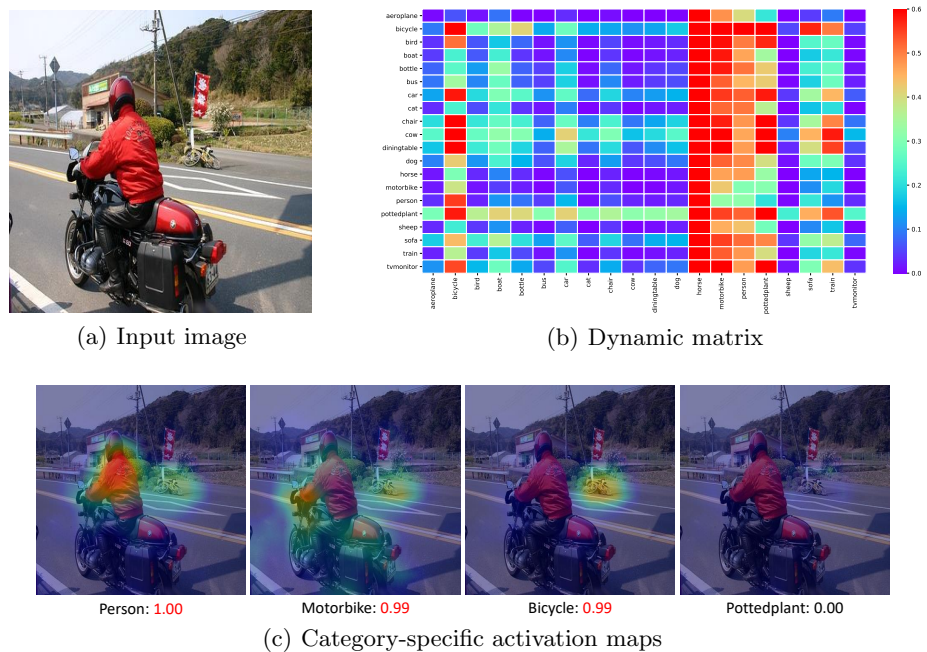 (a) Input image
aeroplane
bicycle
bird
boat
bottle
bus
car
cat
chair
cow
diningtable
dog
horse
motorbike
person
pottedplant
sheep
sofa
train
tvmonitor
aeroplane
bicycle
bird
boat
bottle
bus
car
cat
chair
cow
diningtable
dog
horse
motorbike
person
pottedplant
sheep
sofa
train
tvmonitor
0.6
0.5
0.4
0.3
0.2
0.1
0.0
(b) Dynamic matrix
Person: 1.00
Motorbike: 0.99
Bicycle: 0.99
Pottedplant: 0.00
(c) Category-specific activation maps